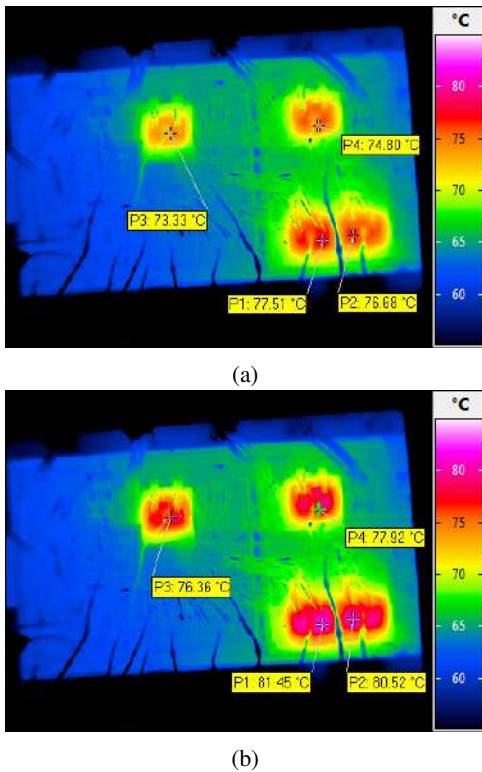 °C
80
75
70
65
60
P4: 74.80 °C
P3: 73.33 °C
P1: 77.51 °C
P2: 76.68 °C
(a)
°C
80
75
70
65
60
P4: 77.92 °C
P3: 76.36 °C
P1: 81.45 °C
P2: 80.52 °C
(b)